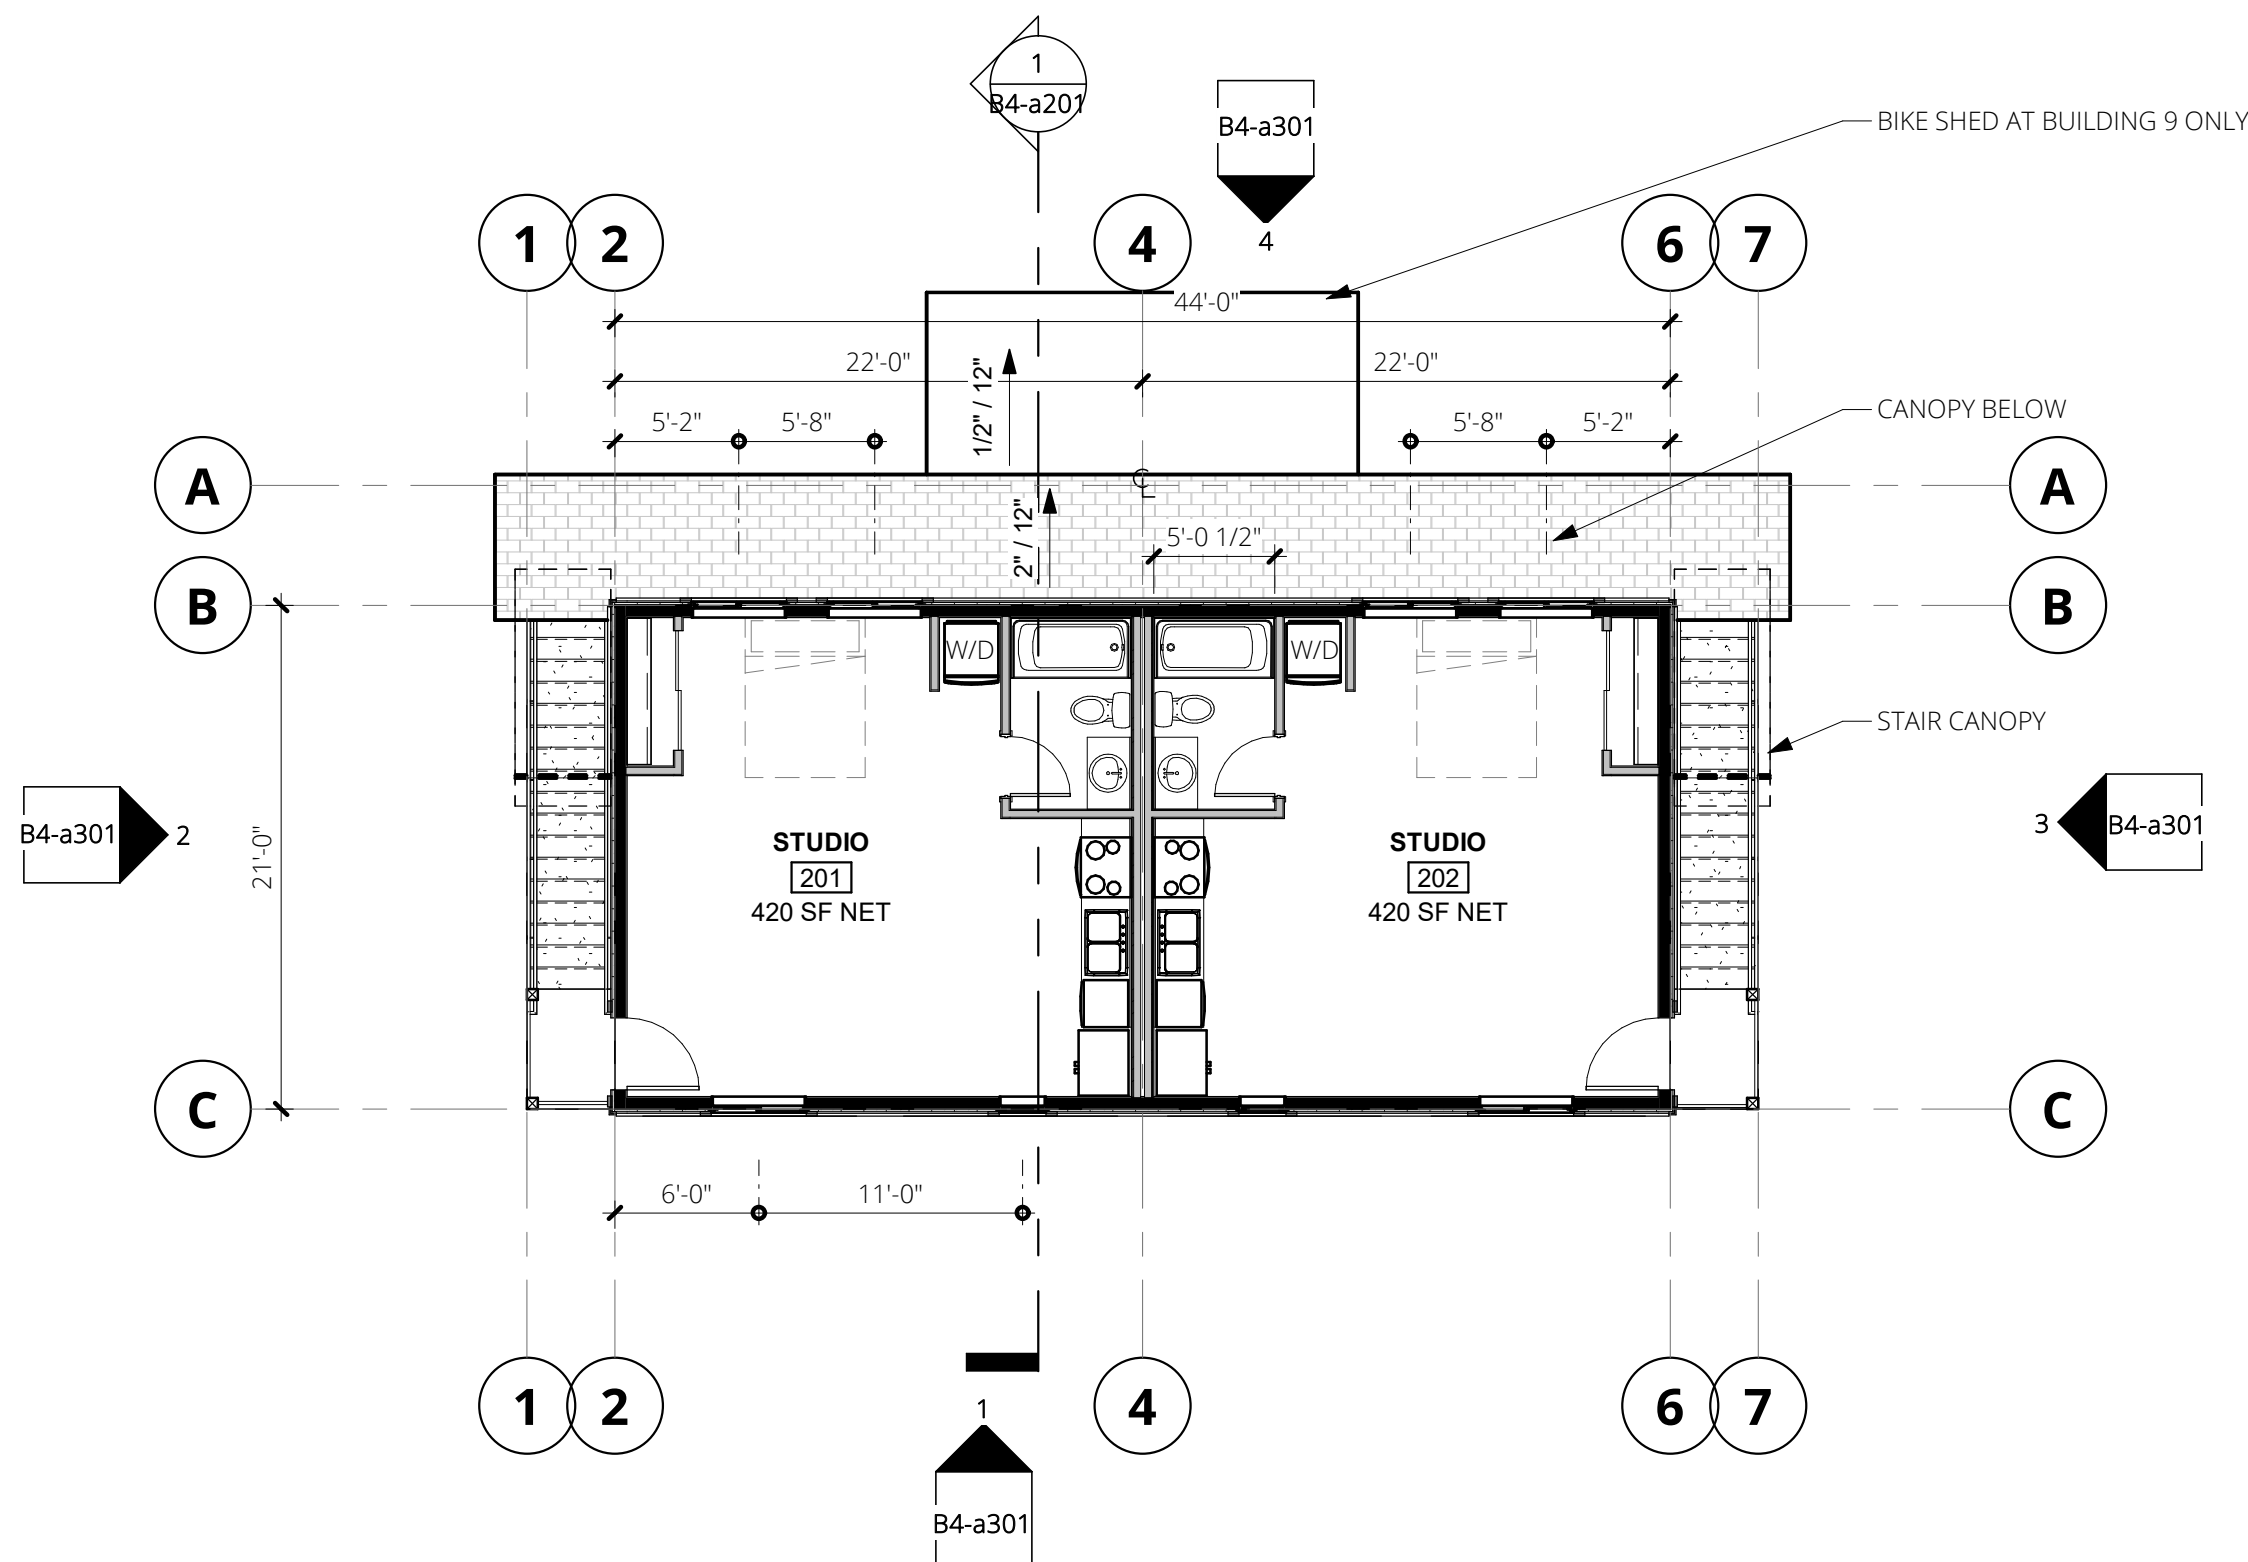 1
B4-a201
B4-a301
4
BIKE SHED AT BUILDING 9 ONLY
1
2
4
6
7
44'-0"
22'-0"
22'-0"
1/2" / 12"
5'-2"
5'-8"
5'-8"
5'-2"
CANOPY BELOW
A
A
CL
2" / 12"
5'-0 1/2"
B
B
W/D
W/D
STAIR CANOPY
B4-a301
2
21'-0"
STUDIO
201
420 SF NET
STUDIO
202
420 SF NET
3
B4-a301
C
C
6'-0"
11'-0"
1
2
4
6
7
1
B4-a301